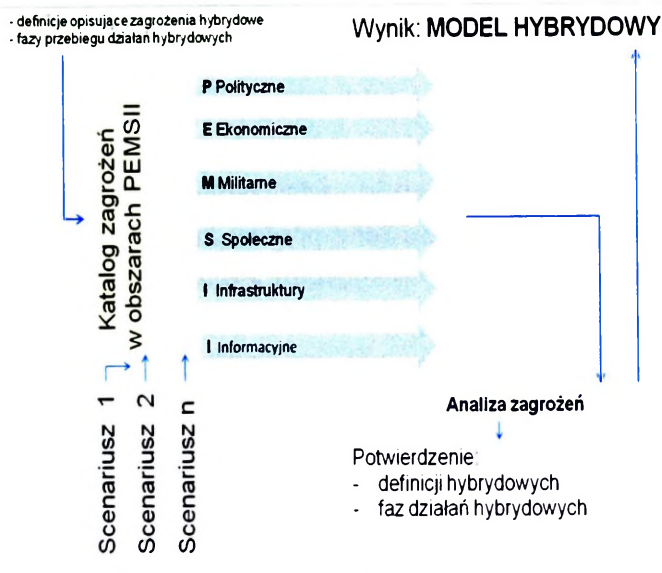 - definicje opisujące zagrożenia hybrydowe
- fazy przebiegu działań hybrydowych
Wynik: MODEL HYBRYDOWY
Katalog zagrożeń
w obszarach PEMSII
P Polityczne
E Ekonomiczne
M Militarne
S Społeczne
I Infrastruktury
I Informacyjne
Scenariusz 1
Scenariusz 2
Scenariusz n
Analiza zagrożeń
Potwierdzenie:
- definicji hybrydowych
- faz działań hybrydowych